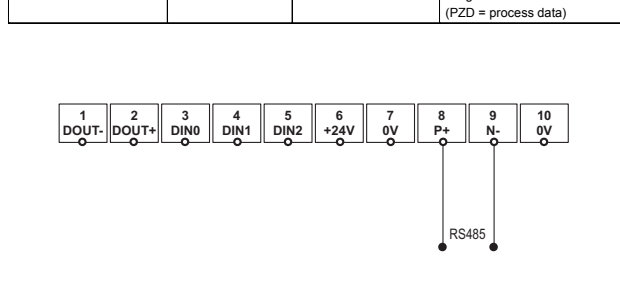 (PZD = process data)
1 2 3 4 5 6 7 8 9 10
DOUT- DOUT+ DIN0 DIN1 DIN2 +24V 0V P+ N- 0V
RS485